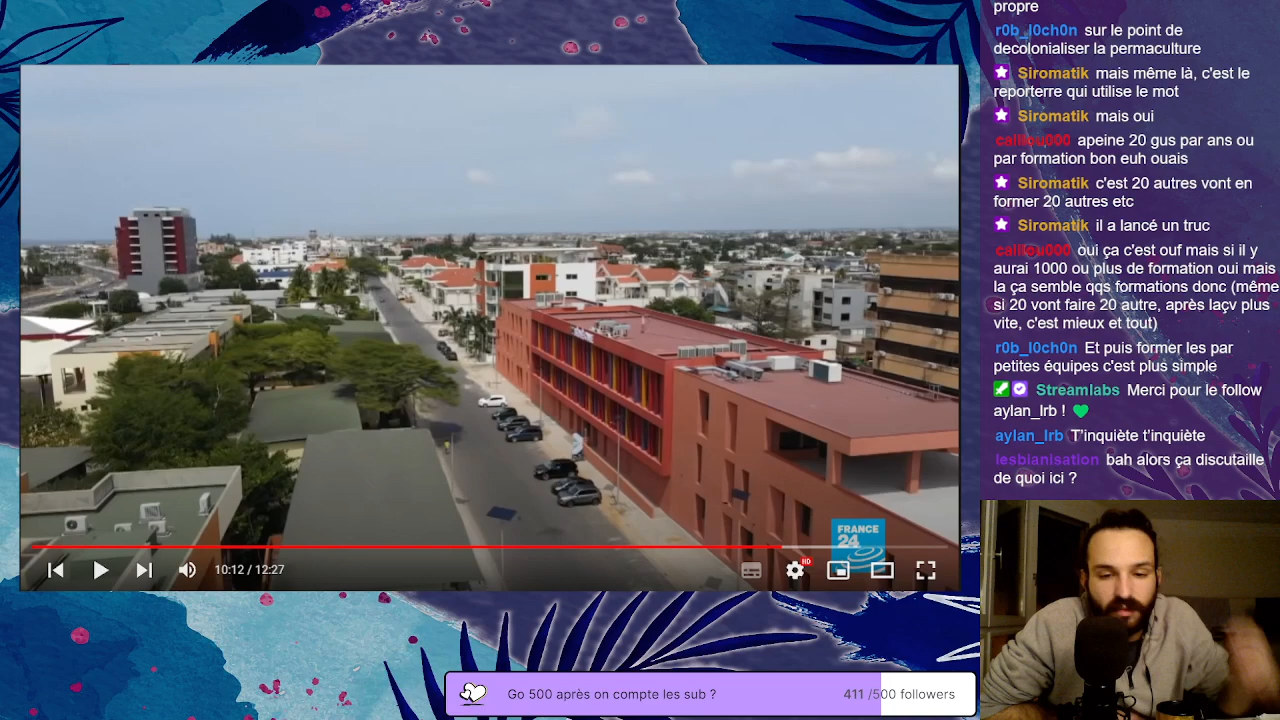 propre
r0b_l0ch0n sur le point de
decolonialiser la permaculture
Siromatik mais même là, c'est le
reporterre qui utilise le mot
Siromatik mais oui
caillou000 apeine 20 gus par ans ou
par formation bon euh ouais
Siromatik c'est 20 autres vont en
former 20 autres etc
Siromatik il a lancé un truc
caillou000 oui ça c'est ouf mais si il y
aurai 1000 ou plus de formation oui mais
la ça semble qqs formations donc (même
si 20 vont faire 20 autre, après laçv plus
vite, c'est mieux et tout)
r0b_l0ch0n Et puis former les par
petites équipes c'est plus simple
Streamlabs Merci pour le follow
aylan_lrb !
aylan_lrb T'inquiète t'inquiète
lesbianisation bah alors ça discutaille
de quoi ici ?
FRANCE
24
10:12 / 12:27
HD
Go 500 après on compte les sub ?
411 /500 followers